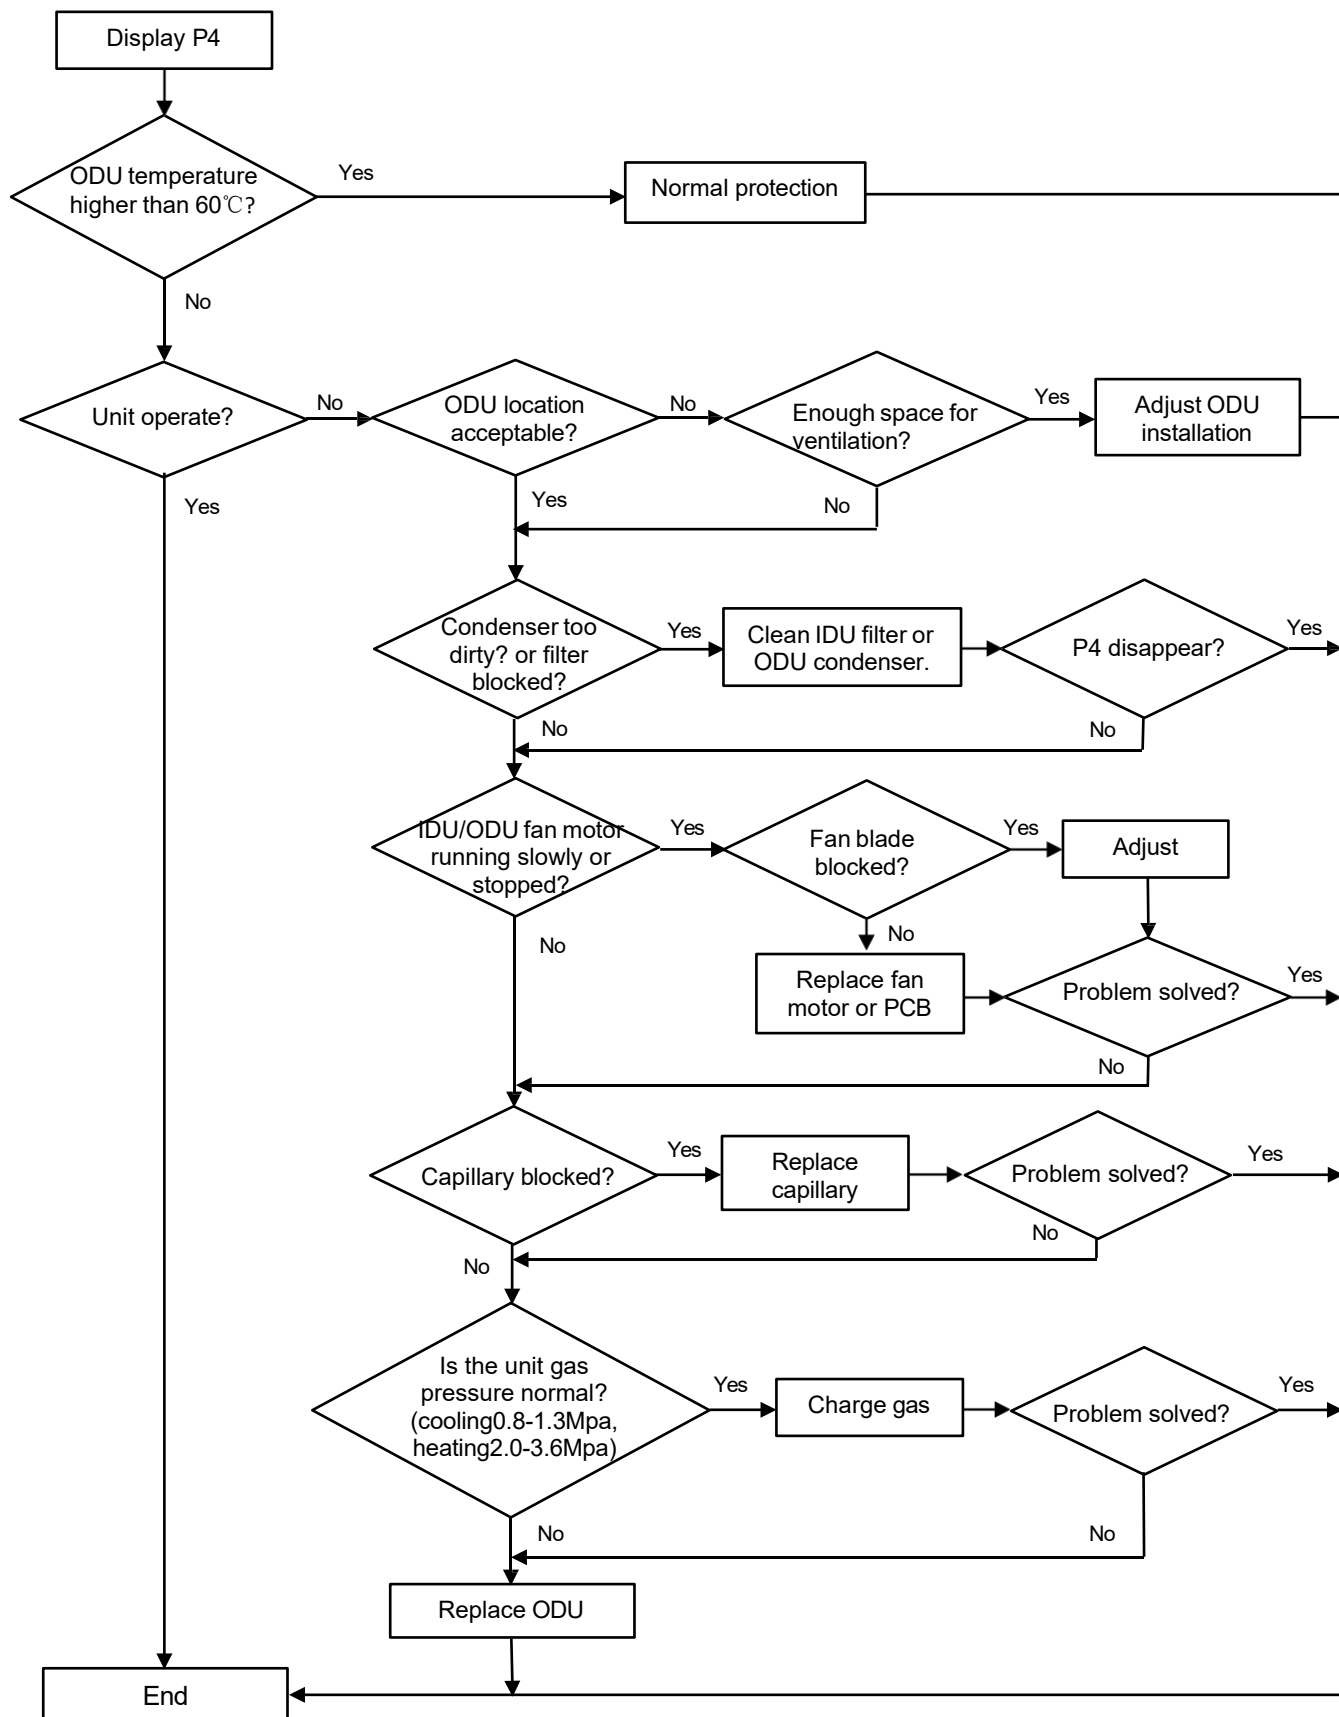 Display P4
ODU temperature
higher than 60℃?
Yes
Normal protection
No
Unit operate?
No
ODU location
acceptable?
No
Enough space for
ventilation?
Yes
Adjust ODU
installation
Yes
Yes
No
Condenser too
dirty? or filter
blocked?
Yes
Clean IDU filter or
ODU condenser.
P4 disappear?
Yes
No
No
IDU/ODU fan motor
running slowly or
stopped?
Yes
Fan blade
blocked?
Yes
Adjust
No
No
Replace fan
motor or PCB
Problem solved?
Yes
No
Capillary blocked?
Yes
Replace
capillary
Problem solved?
Yes
No
No
Is the unit gas
pressure normal?
(cooling0.8-1.3Mpa,
heating2.0-3.6Mpa)
Yes
Charge gas
Problem solved?
Yes
No
No
Replace ODU
End